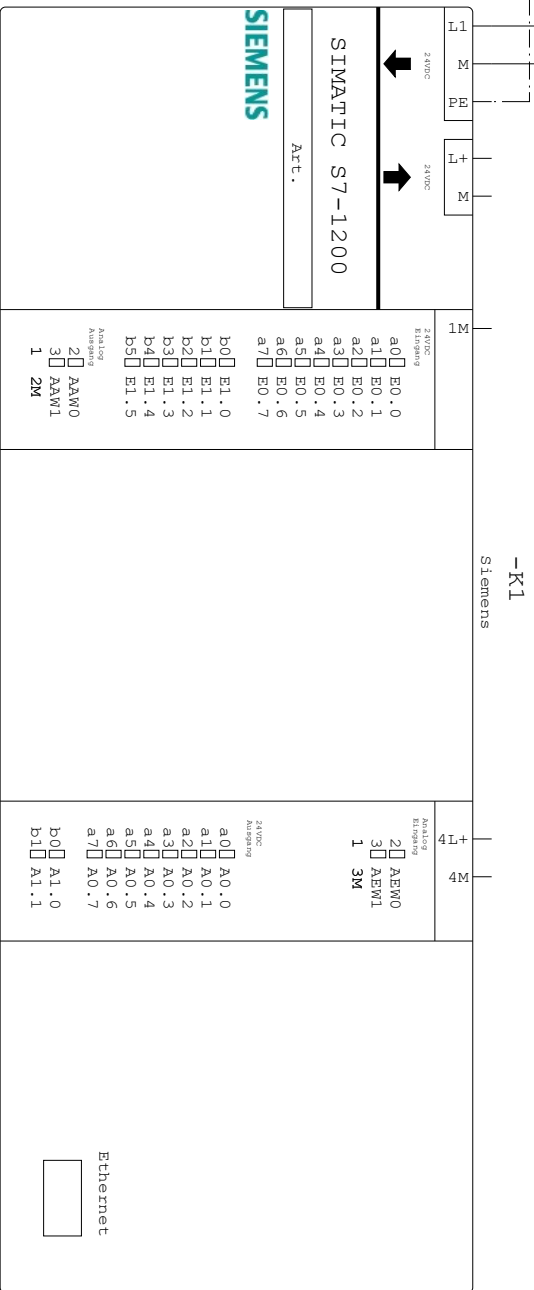 L1
M
PE
L+
M
24VDC
24VDC
SIMATIC S7-1200
Art.
SIEMENS
1M
24VDC
Eingang
a0 E0.0
a1 E0.1
a2 E0.2
a3 E0.3
a4 E0.4
a5 E0.5
a6 E0.6
a7 E0.7
b0 E1.0
b1 E1.1
b2 E1.2
b3 E1.3
b4 E1.4
b5 E1.5
Analog
Ausgang
2 AAW0
3 AAW1
1 2M
-K1
Siemens
4L+
4M
Analog
Eingang
2 AEW0
3 AEW1
1 3M
24VDC
Ausgang
a0 A0.0
a1 A0.1
a2 A0.2
a3 A0.3
a4 A0.4
a5 A0.5
a6 A0.6
a7 A0.7
b0 A1.0
b1 A1.1
Ethernet